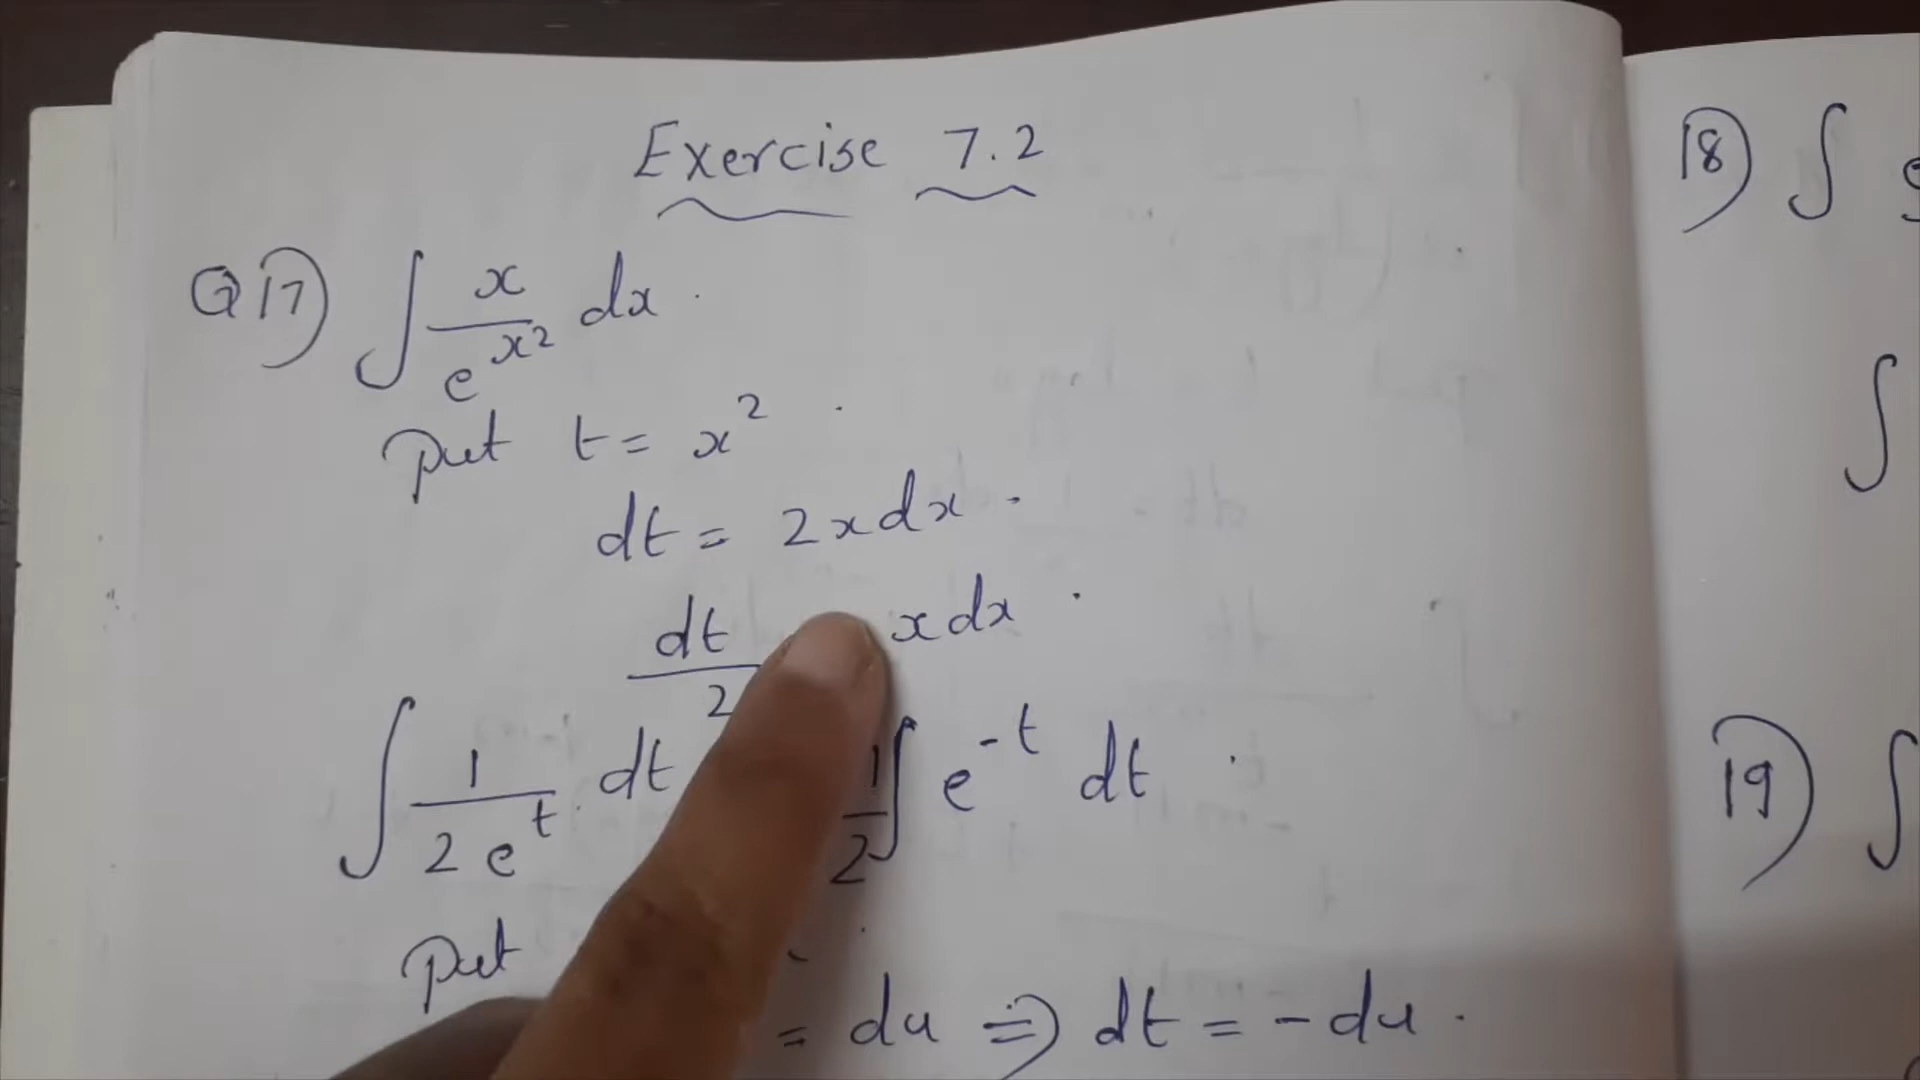 Exercise 7.2
Q17) ∫ x / e^x² dx.
put t = x².
dt = 2x dx.
dt / 2 x dx.
∫ 1 / 2 e^t . dt 1/2 ∫ e^-t dt.
put
= du ⇒ dt = - du.
18) ∫
∫
19) ∫